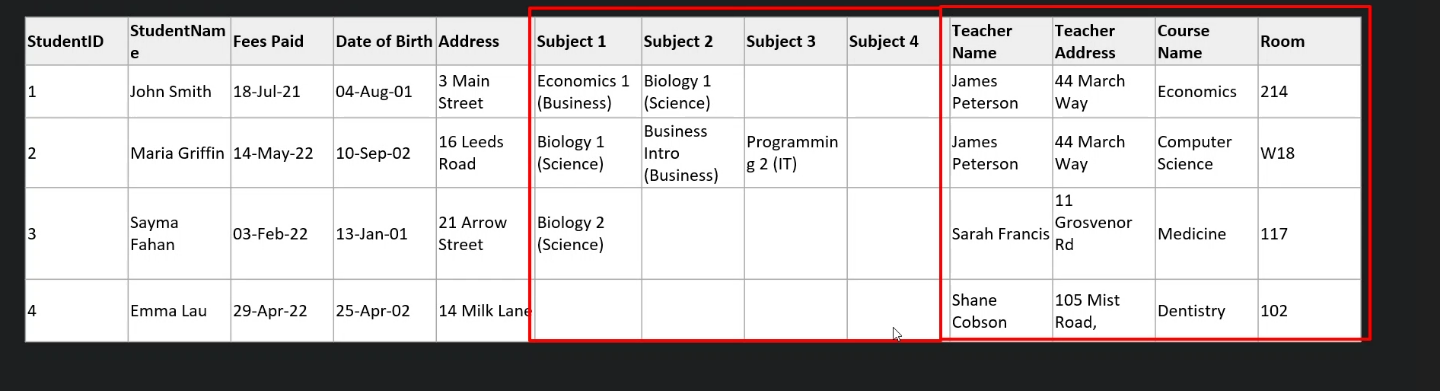 StudentID StudentNam Fees Paid Date of Birth Address Subject 1 Subject 2 Subject 3 Subject 4 Teacher Course Room
e Name Address Name
1 John Smith 18-Jul-21 04-Aug-01 3 Main Economics 1 Biology 1 James 44 March Economics 214
Street (Business) (Science) Peterson Way
2 Maria Griffin 14-May-22 10-Sep-02 16 Leeds Biology 1 Business Programmin James 44 March Computer W18
Road (Science) Intro g 2 (IT) Peterson Way Science
(Business)
3 Sayma 03-Feb-22 13-Jan-01 21 Arrow Biology 2 Sarah Francis 11 Medicine 117
Fahan Street (Science) Grosvenor
Rd
4 Emma Lau 29-Apr-22 25-Apr-02 14 Milk Lane Shane 105 Mist Dentistry 102
Cobson Road,